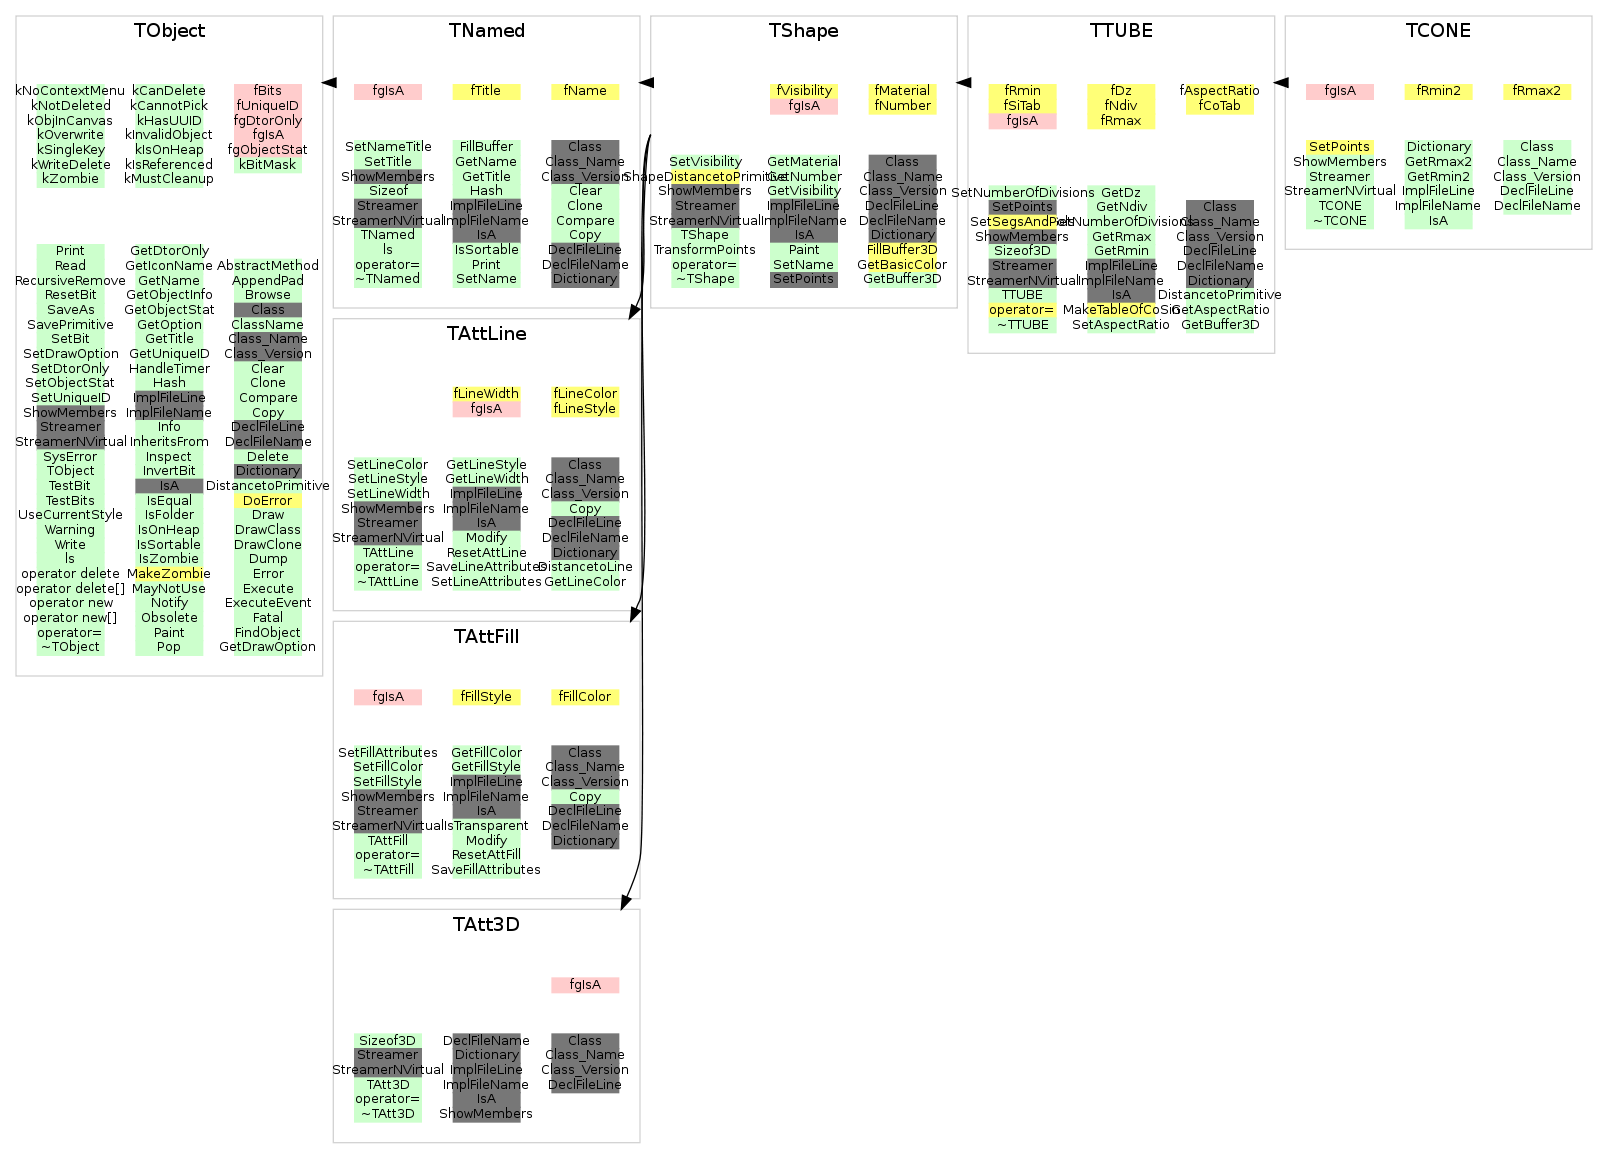 TObject
kNoContextMenu kCanDelete fBits
kNotDeleted kCannotPick fUniqueID
kObjInCanvas kHasUUID fgDtorOnly
kOverwrite kInvalidObject fgIsA
kSingleKey kIsOnHeap fgObjectStat
kWriteDelete kIsReferenced kBitMask
kZombie kMustCleanup
Print GetDtorOnly
Read GetIconName AbstractMethod
RecursiveRemove GetName AppendPad
ResetBit GetObjectInfo Browse
SaveAs GetObjectStat Class
SavePrimitive GetOption ClassName
SetBit GetTitle Class_Name
SetDrawOption GetUniqueID Class_Version
SetDtorOnly HandleTimer Clear
SetObjectStat Hash Clone
SetUniqueID ImplFileLine Compare
ShowMembers ImplFileName Copy
Streamer Info DeclFileLine
StreamerNVirtual InheritsFrom DeclFileName
SysError Inspect Delete
TObject InvertBit Dictionary
TestBit IsA DistancetoPrimitive
TestBits IsEqual DoError
UseCurrentStyle IsFolder Draw
Warning IsOnHeap DrawClass
Write IsSortable DrawClone
ls IsZombie Dump
operator delete MakeZombie Error
operator delete[] MayNotUse Execute
operator new Notify ExecuteEvent
operator new[] Obsolete Fatal
operator= Paint FindObject
~TObject Pop GetDrawOption
TNamed
fgIsA fTitle fName
SetNameTitle FillBuffer Class
SetTitle GetName Class_Name
ShowMembers GetTitle Class_Version
Sizeof Hash Clear
Streamer ImplFileLine Clone
StreamerNVirtual ImplFileName Compare
TNamed IsA Copy
ls IsSortable DeclFileLine
operator= Print DeclFileName
~TNamed SetName Dictionary
TAttLine
fLineWidth fLineColor
fgIsA fLineStyle
SetLineColor GetLineStyle Class
SetLineStyle GetLineWidth Class_Name
SetLineWidth ImplFileLine Class_Version
ShowMembers ImplFileName Copy
Streamer IsA DeclFileLine
StreamerNVirtual Modify DeclFileName
TAttLine ResetAttLine Dictionary
operator= SaveLineAttributes DistancetoLine
~TAttLine SetLineAttributes GetLineColor
TAttFill
fgIsA fFillStyle fFillColor
SetFillAttributes GetFillColor Class
SetFillColor GetFillStyle Class_Name
SetFillStyle ImplFileLine Class_Version
ShowMembers ImplFileName Copy
Streamer IsA DeclFileLine
StreamerNVirtual IsTransparent DeclFileName
TAttFill Modify Dictionary
operator= ResetAttFill
~TAttFill SaveFillAttributes
TAtt3D
fgIsA
Sizeof3D DeclFileName Class
Streamer Dictionary Class_Name
StreamerNVirtual ImplFileLine Class_Version
TAtt3D ImplFileName DeclFileLine
operator= IsA
~TAtt3D ShowMembers
TShape
fVisibility fMaterial
fgIsA fNumber
SetVisibility GetMaterial Class
ShapeDistancetoPrimitive GetNumber Class_Name
ShowMembers GetVisibility Class_Version
Streamer ImplFileLine DeclFileLine
StreamerNVirtual ImplFileName DeclFileName
TShape IsA Dictionary
TransformPoints Paint FillBuffer3D
operator= SetName GetBasicColor
~TShape SetPoints GetBuffer3D
TTUBE
fRmin fDz fAspectRatio
fSiTab fNdiv fCoTab
fgIsA fRmax
SetNumberOfDivisions GetDz
SetPoints GetNdiv Class
SetSegsAndPols GetNumberOfDivisions Class_Name
ShowMembers GetRmax Class_Version
Sizeof3D GetRmin DeclFileLine
Streamer ImplFileLine DeclFileName
StreamerNVirtual ImplFileName Dictionary
TTUBE IsA DistancetoPrimitive
operator= MakeTableOfCoSin GetAspectRatio
~TTUBE SetAspectRatio GetBuffer3D
TCONE
fgIsA fRmin2 fRmax2
SetPoints Dictionary Class
ShowMembers GetRmax2 Class_Name
Streamer GetRmin2 Class_Version
StreamerNVirtual ImplFileLine DeclFileLine
TCONE ImplFileName DeclFileName
~TCONE IsA